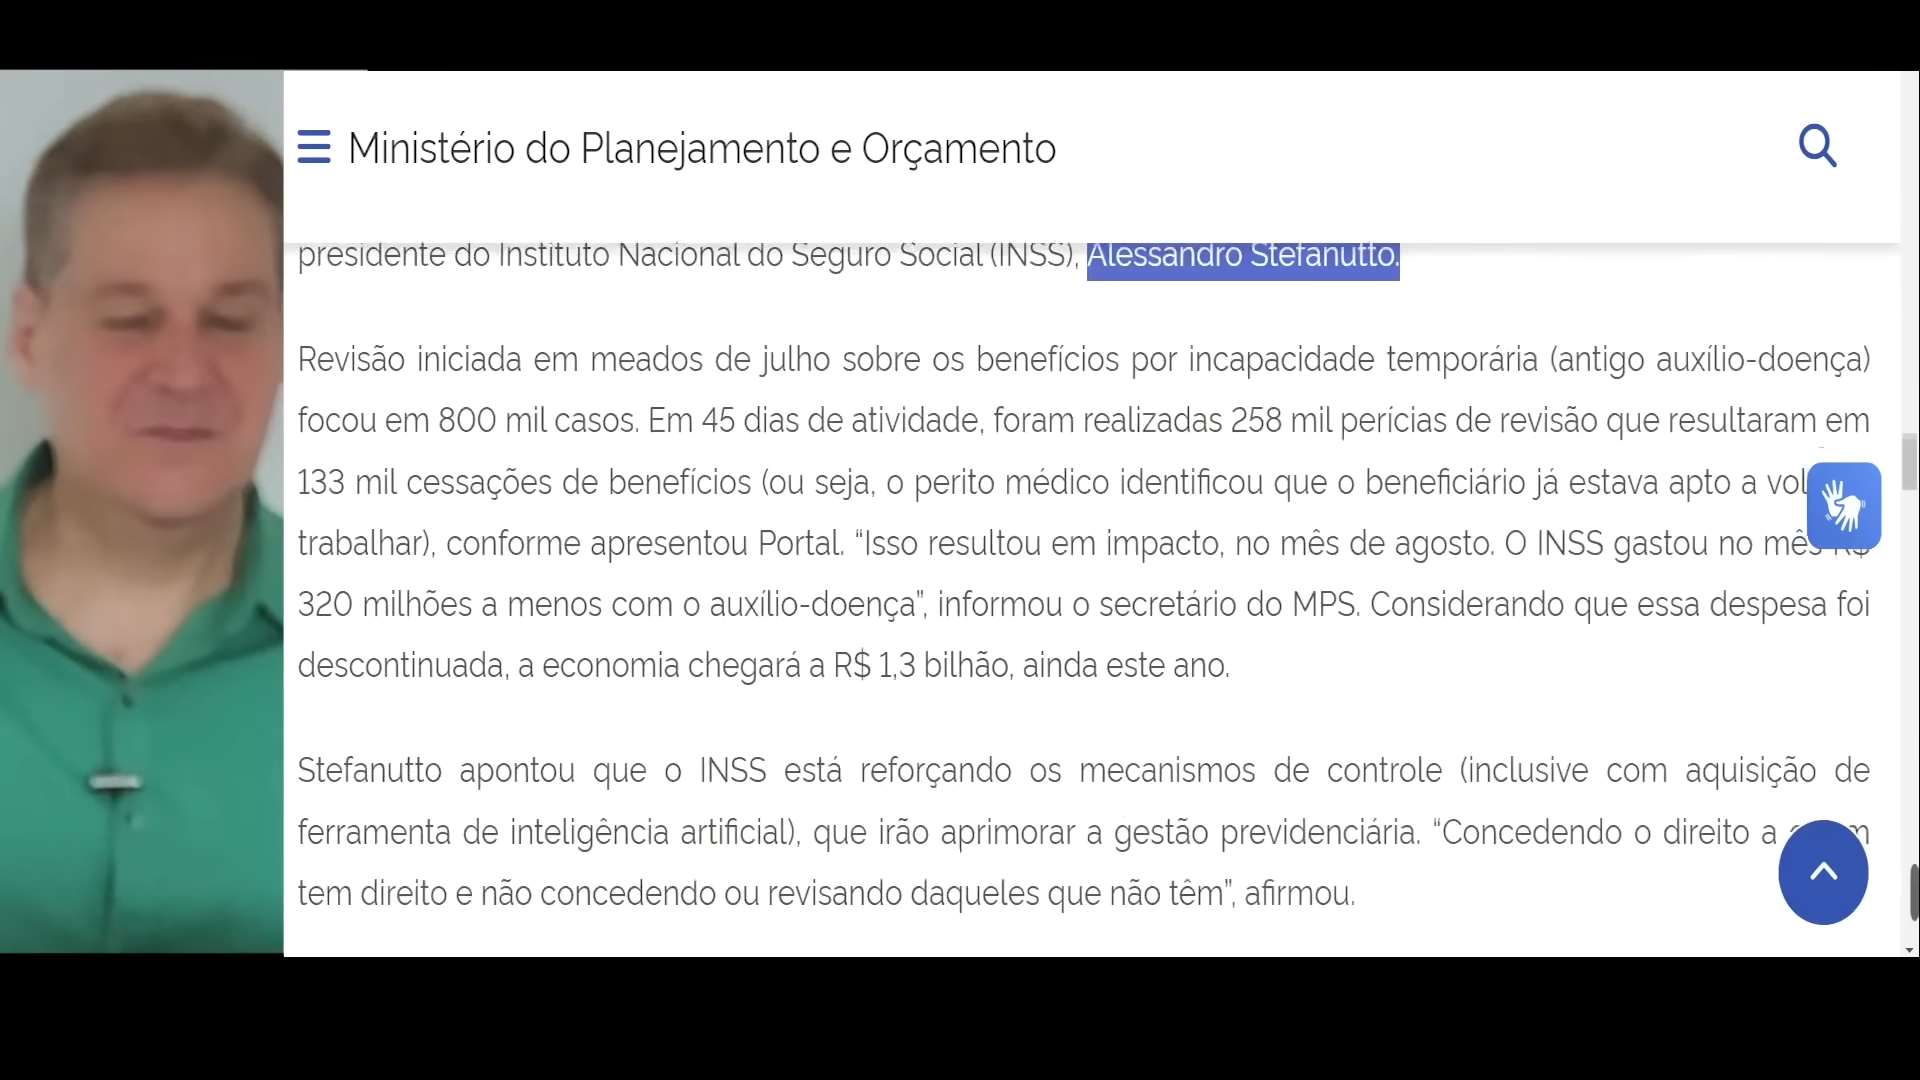 Ministério do Planejamento e Orçamento
presidente do Instituto Nacional do Seguro Social (INSS), Alessandro Stefanutto.
Revisão iniciada em meados de julho sobre os benefícios por incapacidade temporária (antigo auxílio-doença)
focou em 800 mil casos. Em 45 dias de atividade, foram realizadas 258 mil perícias de revisão que resultaram em
133 mil cessações de benefícios (ou seja, o perito médico identificou que o beneficiário já estava apto a
trabalhar), conforme apresentou Portal. “Isso resultou em impacto, no mês de agosto. O INSS gastou no mês R$
320 milhões a menos com o auxílio-doença”, informou o secretário do MPS. Considerando que essa despesa foi
descontinuada, a economia chegará a R$ 1,3 bilhão, ainda este ano.
Stefanutto apontou que o INSS está reforçando os mecanismos de controle (inclusive com aquisição de
ferramenta de inteligência artificial), que irão aprimorar a gestão previdenciária. “Concedendo o direito a
tem direito e não concedendo ou revisando daqueles que não têm”, afirmou.